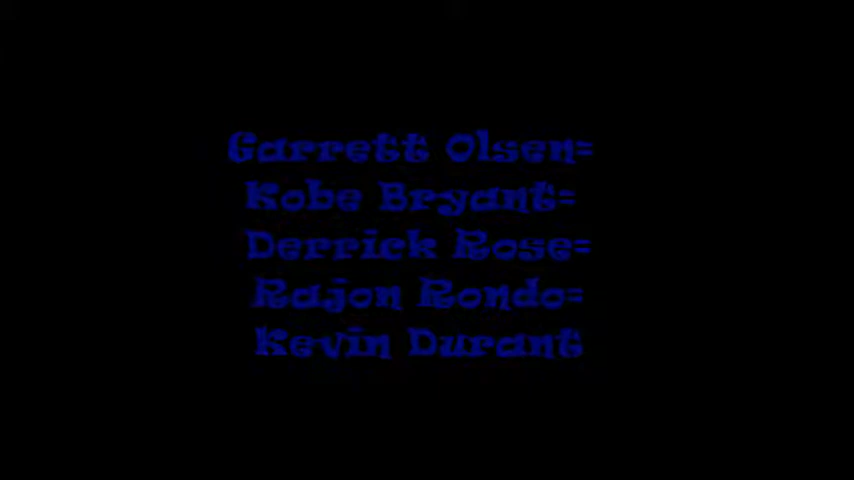 Garrett Olsen=
Kobe Bryant=
Derrick Rose=
Rajon Rondo=
Kevin Durant